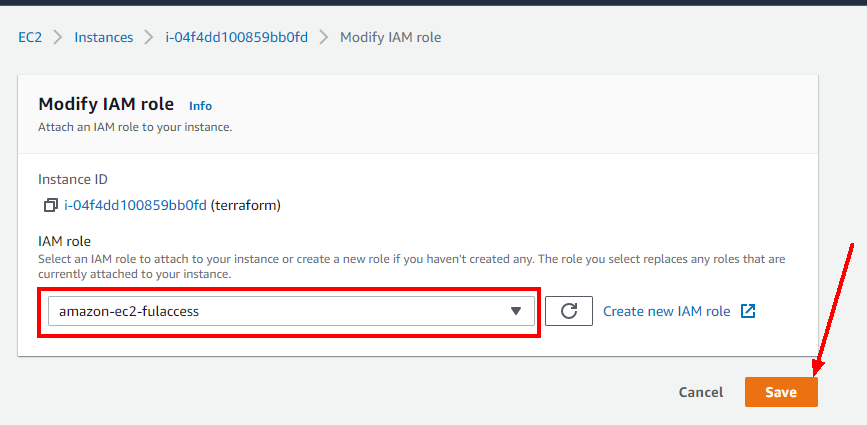 EC2 > Instances > i-04f4dd100859bb0fd > Modify IAM role
Modify IAM role Info
Attach an IAM role to your instance.
Instance ID
i-04f4dd100859bb0fd (terraform)
IAM role
Select an IAM role to attach to your instance or create a new role if you haven't created any. The role you select replaces any roles that are
currently attached to your instance.
amazon-ec2-fulaccess Create new IAM role
Cancel Save